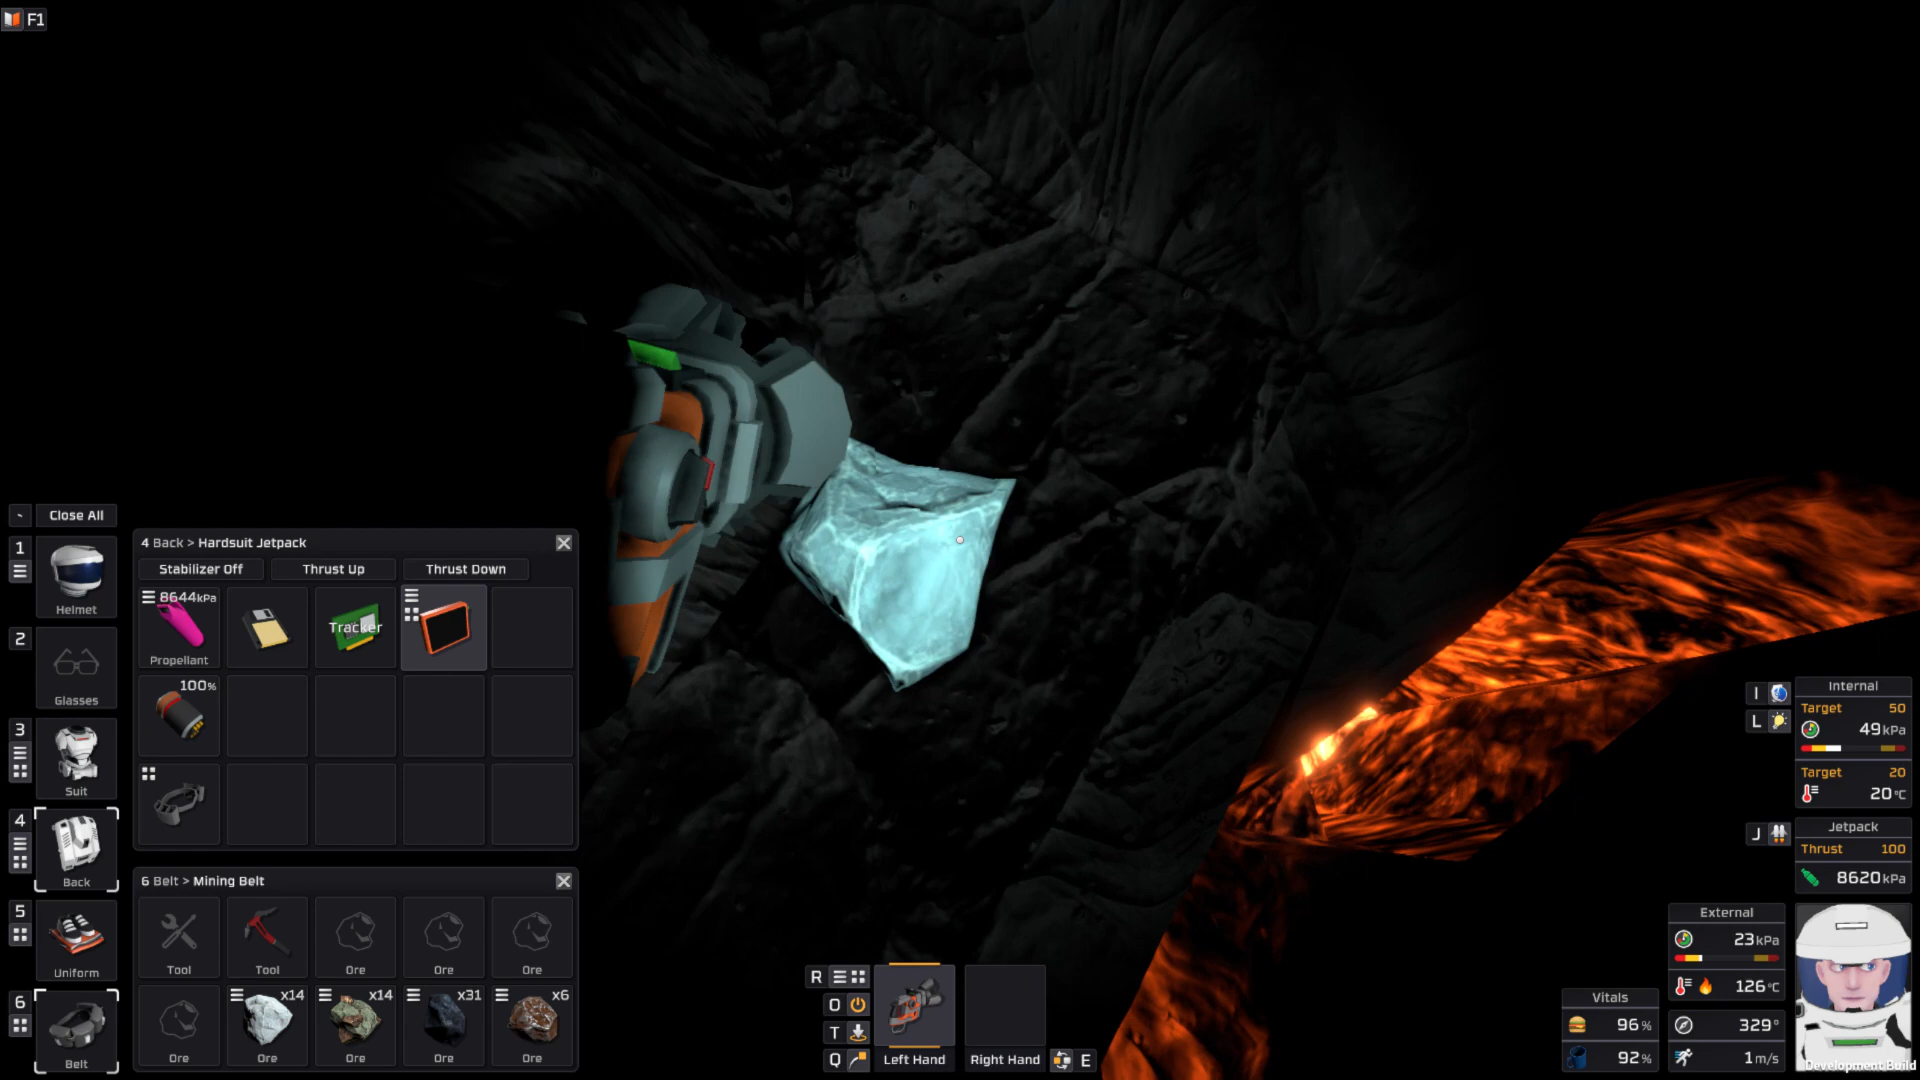 F1
- Close All
1
Helmet
2
Glasses
3
Suit
4
Back
5
Uniform
6
Belt
4 Back > Hardsuit Jetpack
Stabilizer Off Thrust Up Thrust Down
8644kPa
Propellant
Tracker
100%
6 Belt > Mining Belt
Tool Tool Ore Ore Ore
x14 x14 x31 x6
Ore Ore Ore Ore Ore
R
O
T
Q Left Hand Right Hand E
Internal
I Target 50
L 49kPa
Target 20
20°C
Jetpack
J Thrust 100
8620kPa
External
23kPa
126°C
329°
1m/s
Vitals
96%
92%
Development Build